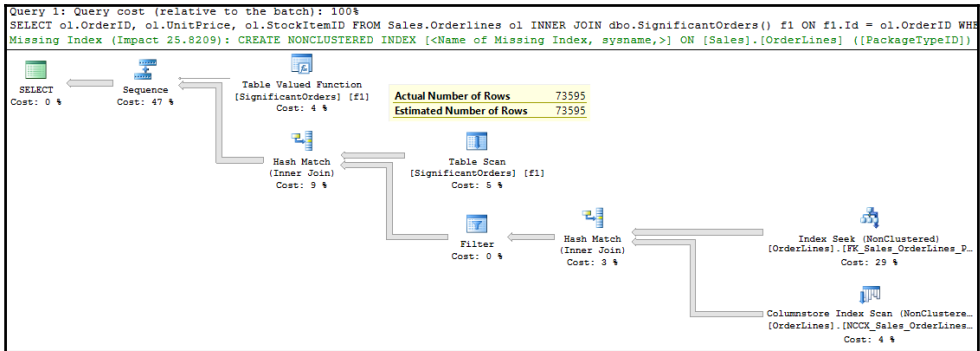 Query 1: Query cost (relative to the batch): 100%
SELECT ol.OrderID, ol.UnitPrice, ol.StockItemID FROM Sales.Orderlines ol INNER JOIN dbo.SignificantOrders() f1 ON f1.Id = ol.OrderID WHE
Missing Index (Impact 25.8209): CREATE NONCLUSTERED INDEX [<Name of Missing Index, sysname,>] ON [Sales].[OrderLines] ([PackageTypeID])
SELECT
Cost: 0 %
Sequence
Cost: 47 %
Table Valued Function
[SignificantOrders] [f1]
Cost: 4 %
Actual Number of Rows 73595
Estimated Number of Rows 73595
Hash Match
(Inner Join)
Cost: 9 %
Table Scan
[SignificantOrders] [f1]
Cost: 5 %
Filter
Cost: 0 %
Hash Match
(Inner Join)
Cost: 3 %
Index Seek (NonClustered)
[OrderLines].[FK_Sales_OrderLines_P…
Cost: 29 %
Columnstore Index Scan (NonClustere…
[OrderLines].[NCCX_Sales_OrderLines…
Cost: 4 %